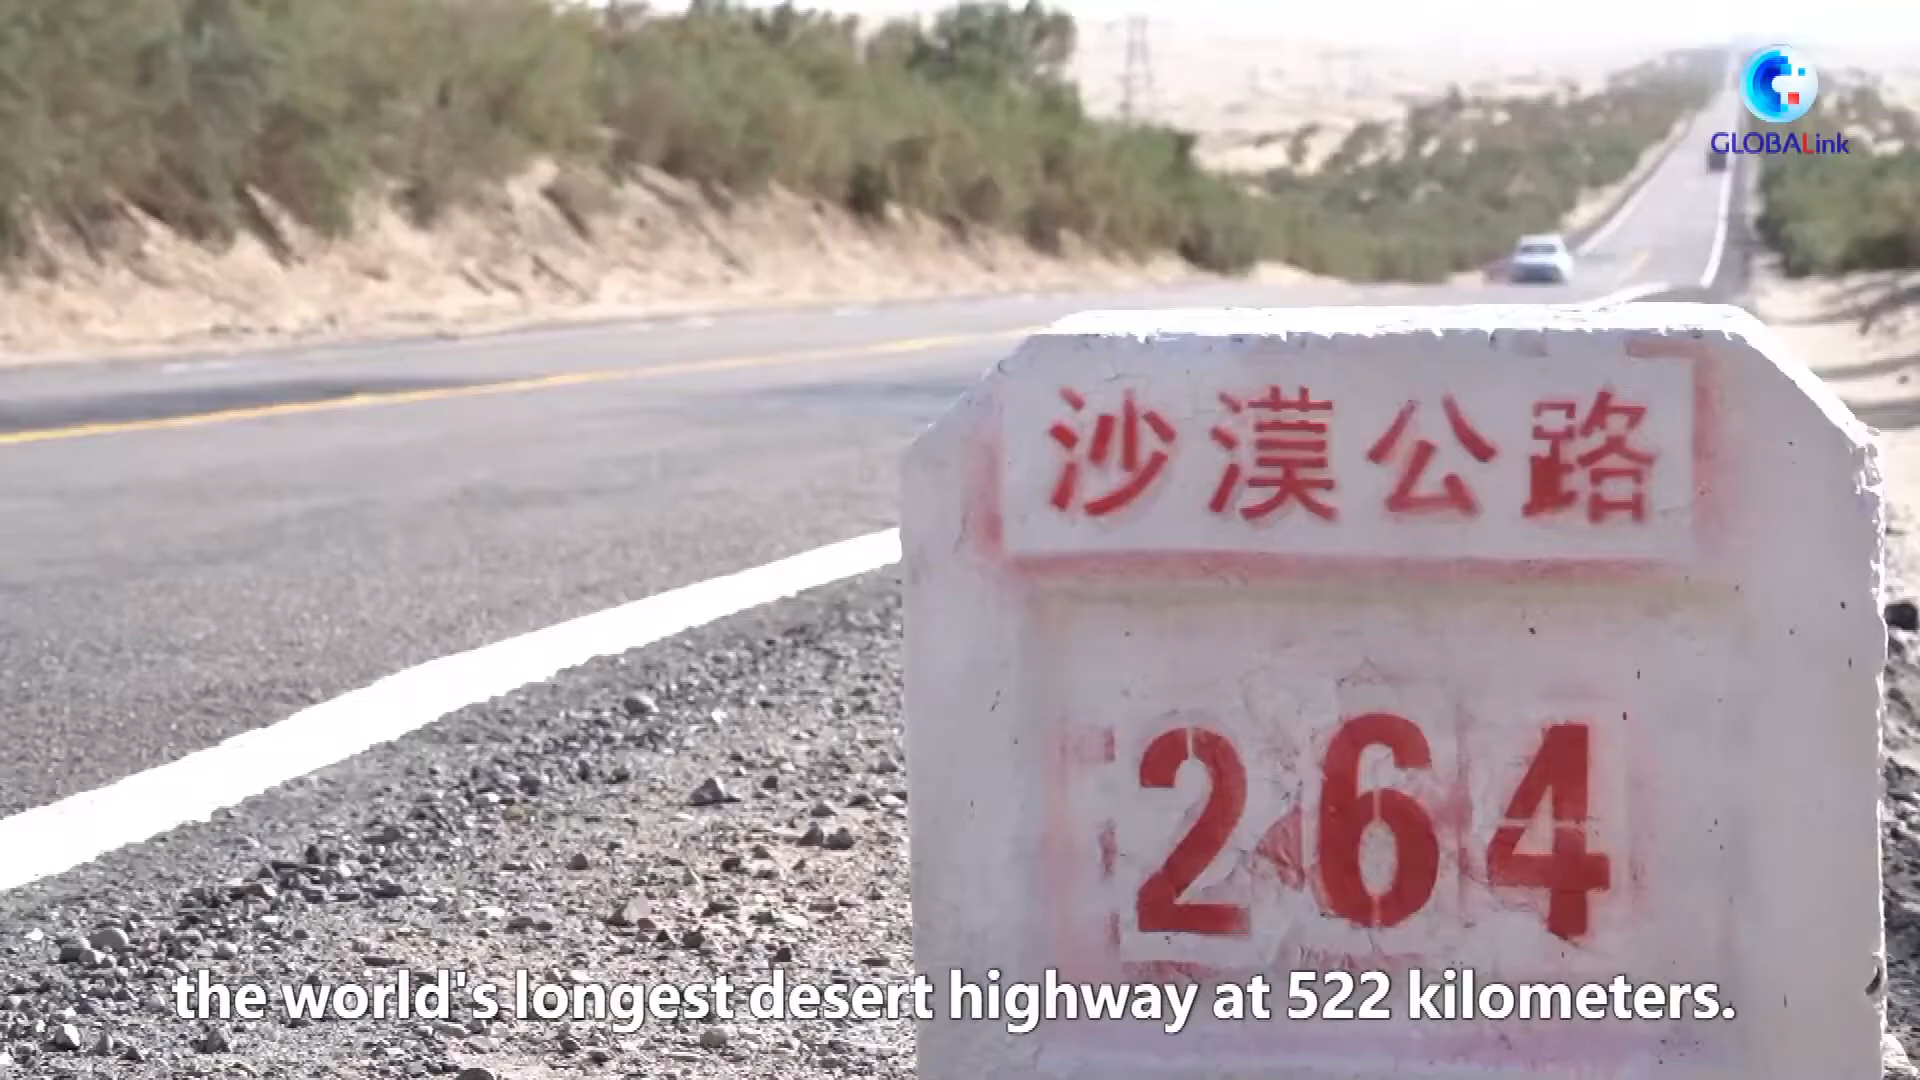 GLOBALink
沙漠公路
264
the world's longest desert highway at 522 kilometers.